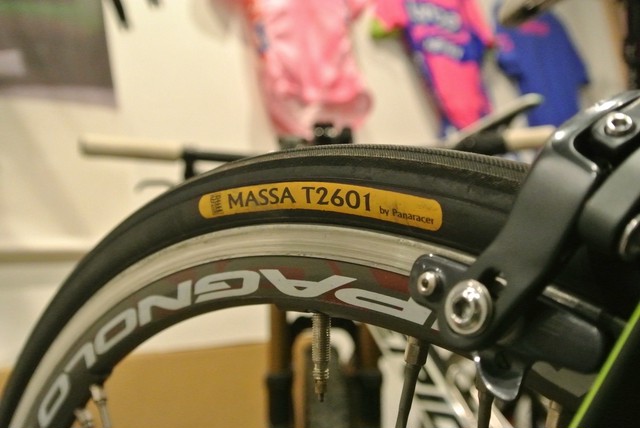 MASSA T2601
by Panaracer
PAGNOLO